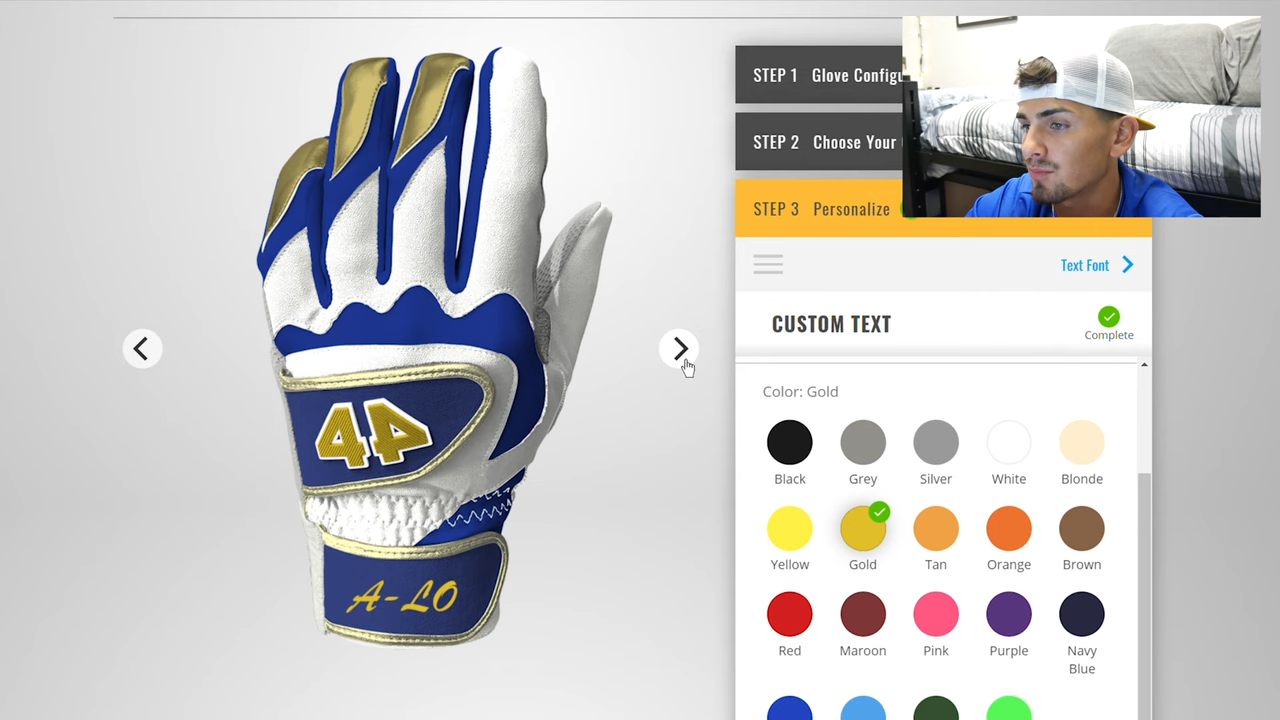 STEP 1 Glove
STEP 2 Choose Your
STEP 3 Personalize
Text Font
CUSTOM TEXT
Complete
Color: Gold
Black Grey Silver White Blonde
Yellow Gold Tan Orange Brown
Red Maroon Pink Purple Navy
Blue
44
A-LO